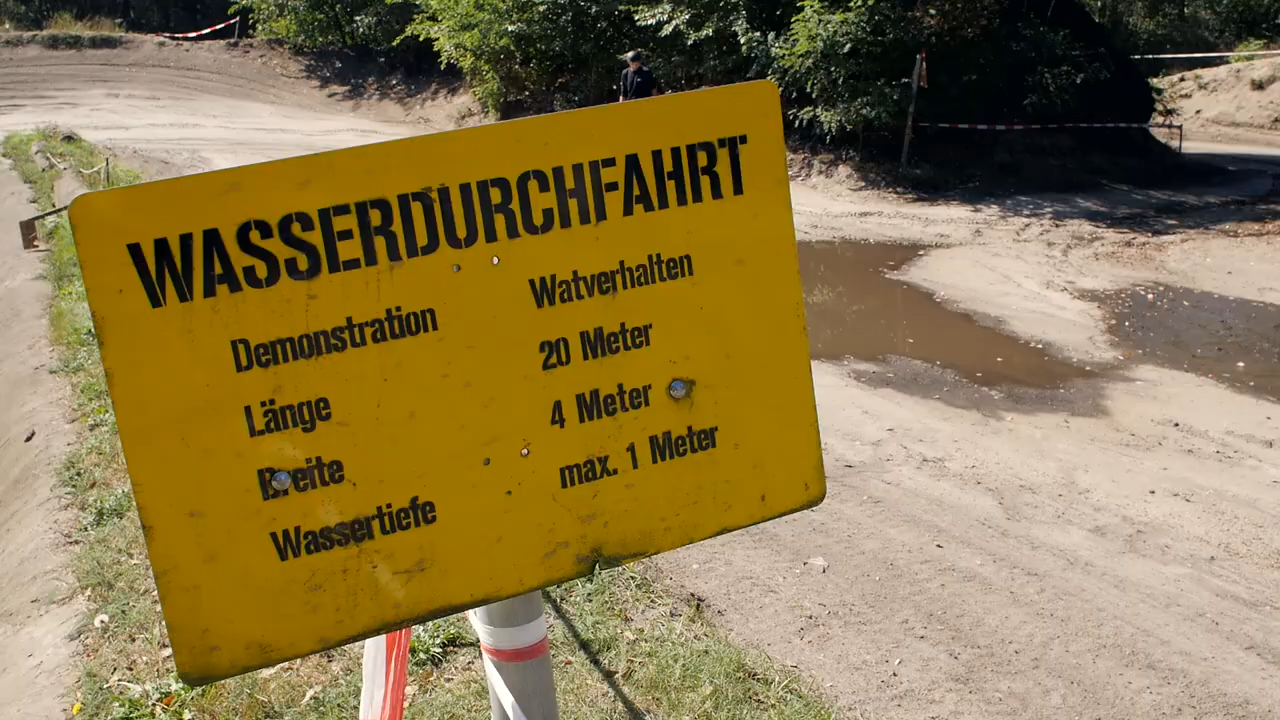 WASSERDURCHFAHRT
Demonstration Watverhalten
Länge 20 Meter
Breite 4 Meter
Wassertiefe max. 1 Meter